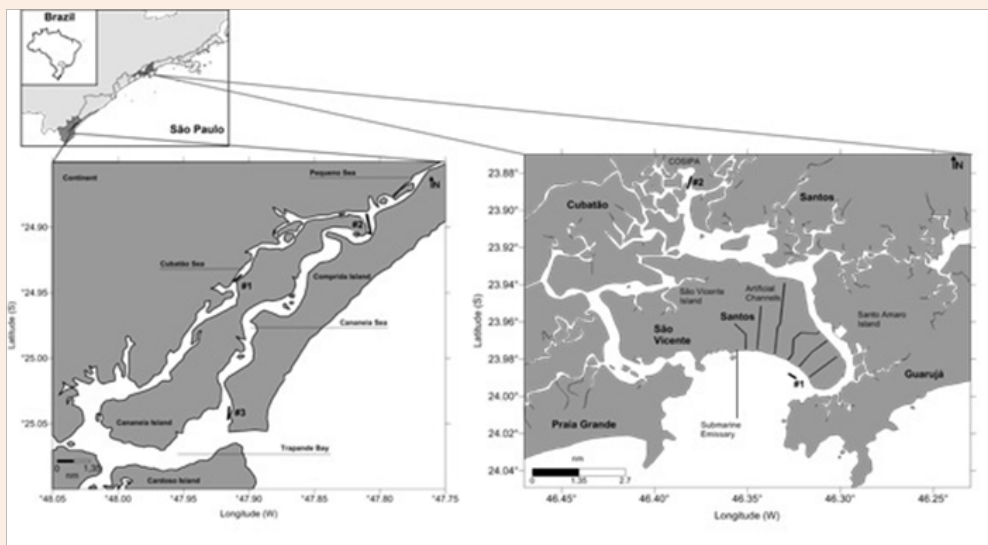 Brazil
São Paulo
Continent
Pequeno Sea
N
#2
Cubatão Sea
Comprida Island
#1
Cananeia Sea
#3
Cananeia Island
Trapande Bay
Cardoso Island
0 1.35
nm
Latitude (S)
°24.90
°24.95
°25.00
°25.05
°48.05 °48.00 °47.95 °47.90 °47.85 °47.80 °47.75
Longitude (W)
COSIPA
#2
N
Cubatão
Santos
São Vicente
Island
Artificial
Channels
Santos
Santo Amaro
Island
São
Vicente
#1
Guarujá
Praia Grande
Submarine
Emissary
nm
0 1.35 2.7
Latitude (S)
23.88°
23.90°
23.92°
23.94°
23.96°
23.98°
24.00°
24.02°
24.04°
46.45° 46.40° 46.35° 46.30° 46.25°
Longitude (W)